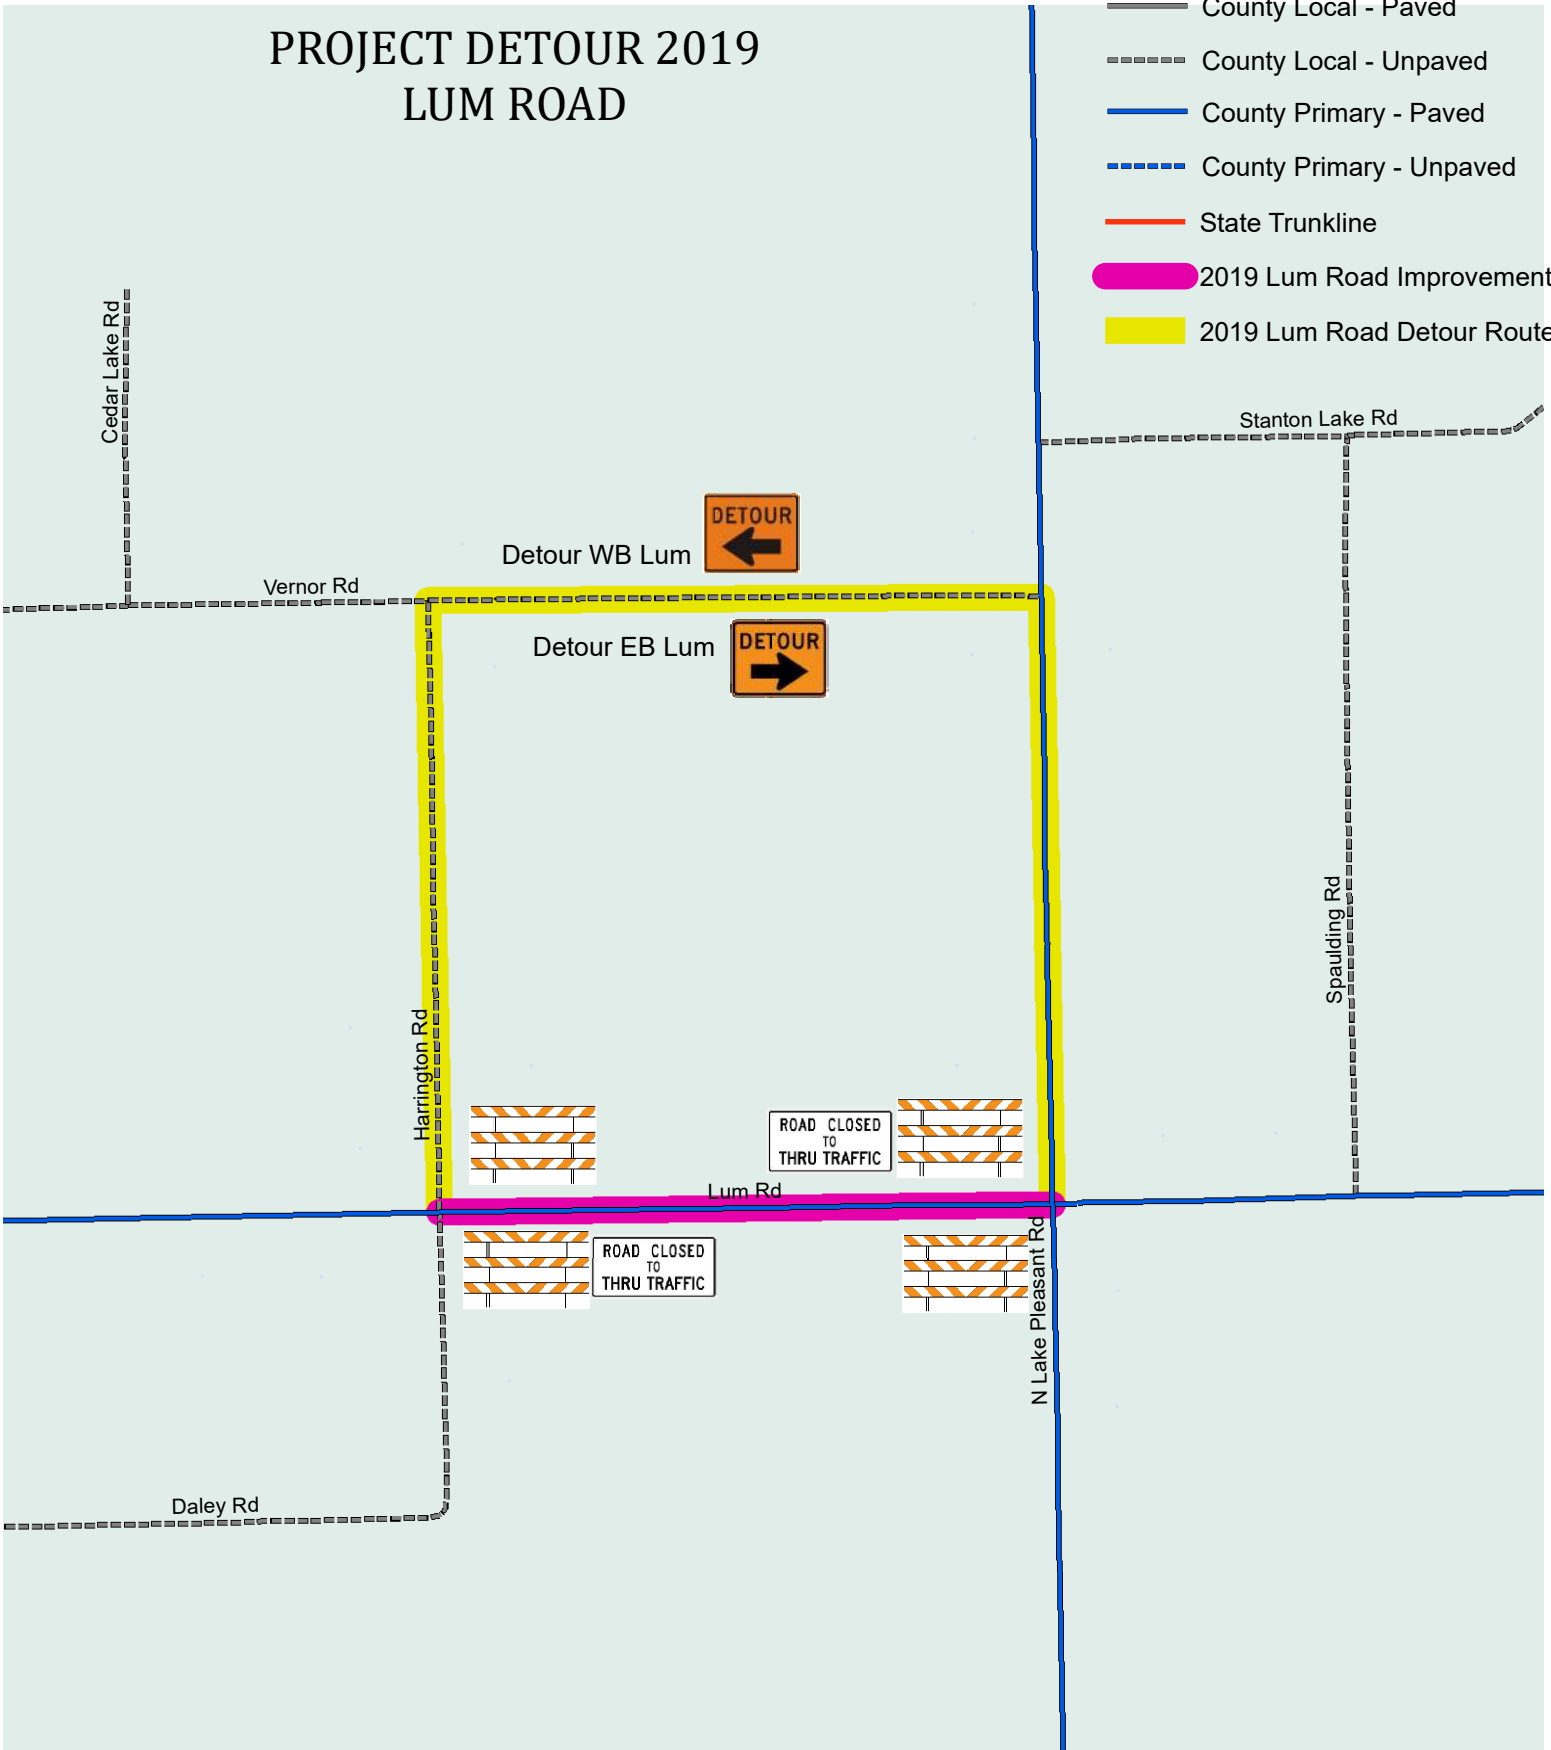 PROJECT DETOUR 2019
LUM ROAD
County Local - Paved
County Local - Unpaved
County Primary - Paved
County Primary - Unpaved
State Trunkline
2019 Lum Road Improvement
2019 Lum Road Detour Route
Cedar Lake Rd
Stanton Lake Rd
DETOUR
Detour WB Lum
Vernor Rd
Detour EB Lum
DETOUR
Spaulding Rd
Harrington Rd
ROAD CLOSED
TO
THRU TRAFFIC
Lum Rd
ROAD CLOSED
TO
THRU TRAFFIC
N Lake Pleasant Rd
Daley Rd